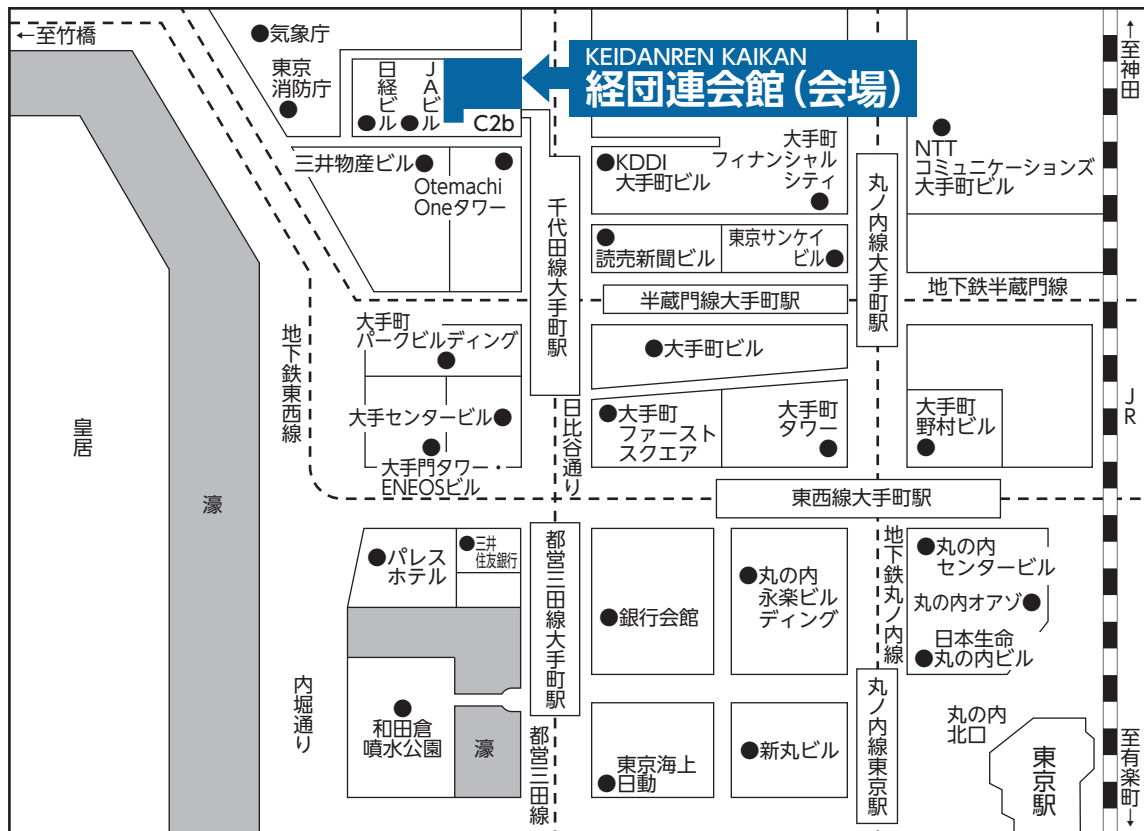 ←至竹橋
気象庁
東京
消防庁
日経ビル
JAビル
C2b
KEIDANREN KAIKAN
経団連会館（会場）
↑至神田
三井物産ビル
Otemachi
Oneタワー
KDDI
大手町ビル
大手町
フィナンシャル
シティ
NTT
コミュニケーションズ
大手町ビル
千代田線大手町駅
丸ノ内線大手町駅
読売新聞ビル
東京サンケイ
ビル
半蔵門線大手町駅
地下鉄半蔵門線
地下鉄東西線
大手町
パークビルディング
大手町ビル
JR
皇居
大手センタービル
大手門タワー・
ENEOSビル
日比谷通り
大手町
ファースト
スクエア
大手町
タワー
大手町
野村ビル
濠
東西線大手町駅
パレス
ホテル
三井
住友銀行
都営三田線大手町駅
銀行会館
丸の内
永楽ビル
ディング
地下鉄丸ノ内線
丸の内
センタービル
丸の内オアゾ
日本生命
丸の内ビル
内堀通り
和田倉
噴水公園
濠
都営三田線
東京海上
日動
新丸ビル
丸ノ内線東京駅
丸の内
北口
東京駅
至有楽町↓